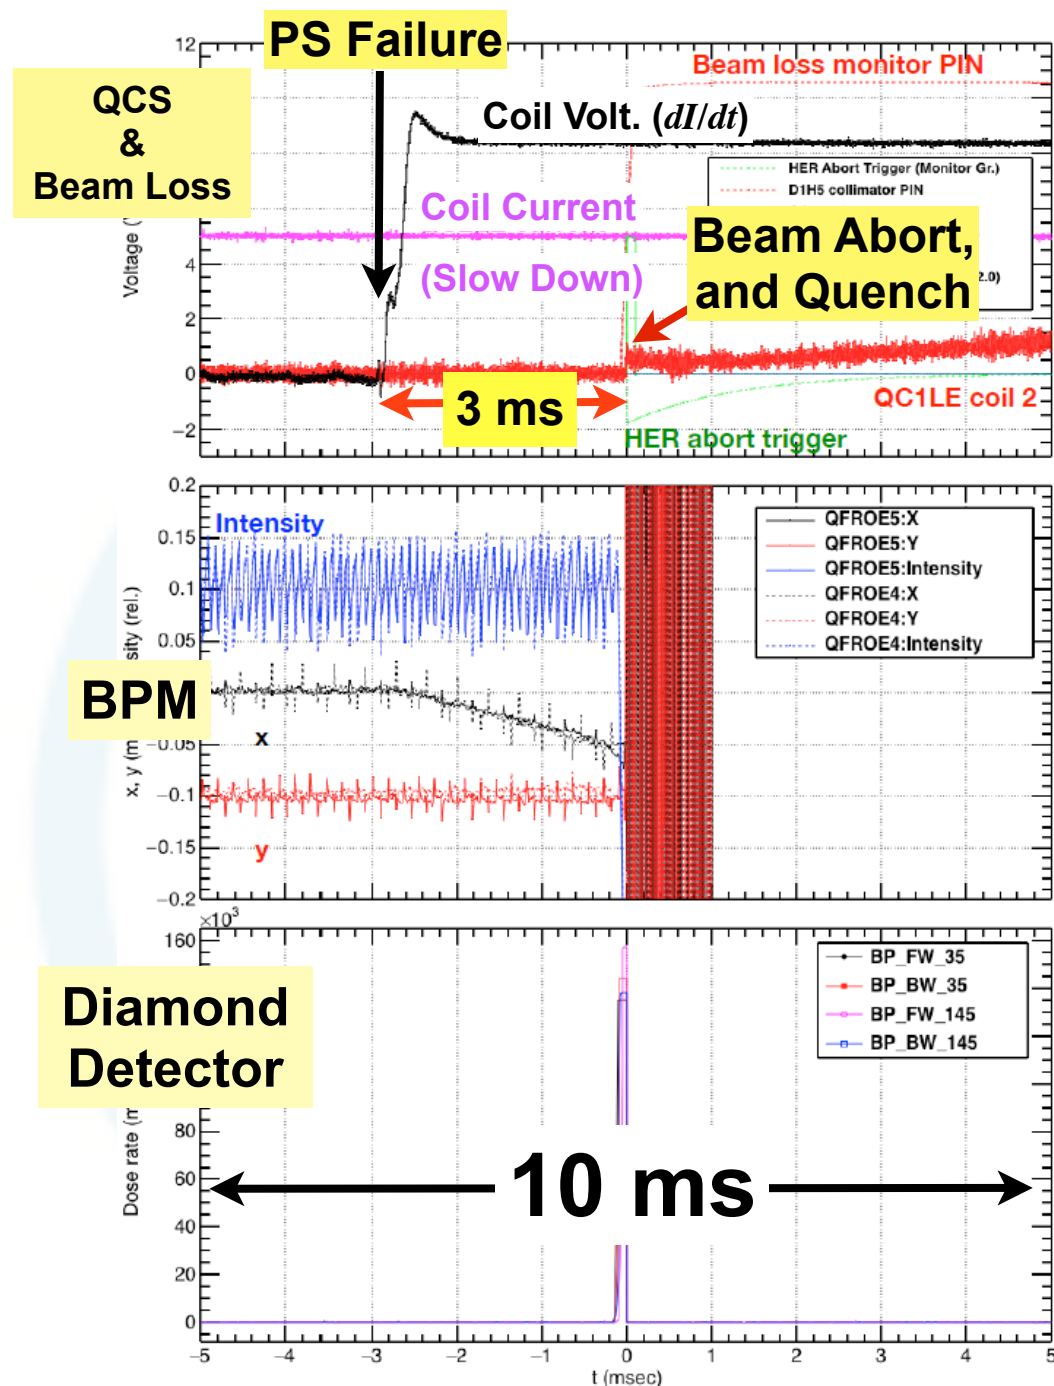 PS Failure
12
QCS
&
Beam Loss
Beam loss monitor PIN
Coil Volt. (dI/dt)
HER Abort Trigger (Monitor Gr.)
D1H5 collimator PIN
Coil Current
(Slow Down)
Beam Abort,
and Quench
2.0)
Voltage
4
2
0
−2
3 ms
QC1LE coil 2
HER abort trigger
0.2
0.15
0.1
0.05
−0.05
−0.1
−0.15
−0.2
Intensity
QFROE5:X
QFROE5:Y
QFROE5:Intensity
QFROE4:X
QFROE4:Y
QFROE4:Intensity
BPM
x
y
x, y
(rel.)
×10³
160
BP_FW_35
BP_BW_35
BP_FW_145
BP_BW_145
Diamond
Detector
Dose rate
80
60
40
20
0
10 ms
−5 −4 −3 −2 −1 0 1 2 3 4 5
t (msec)